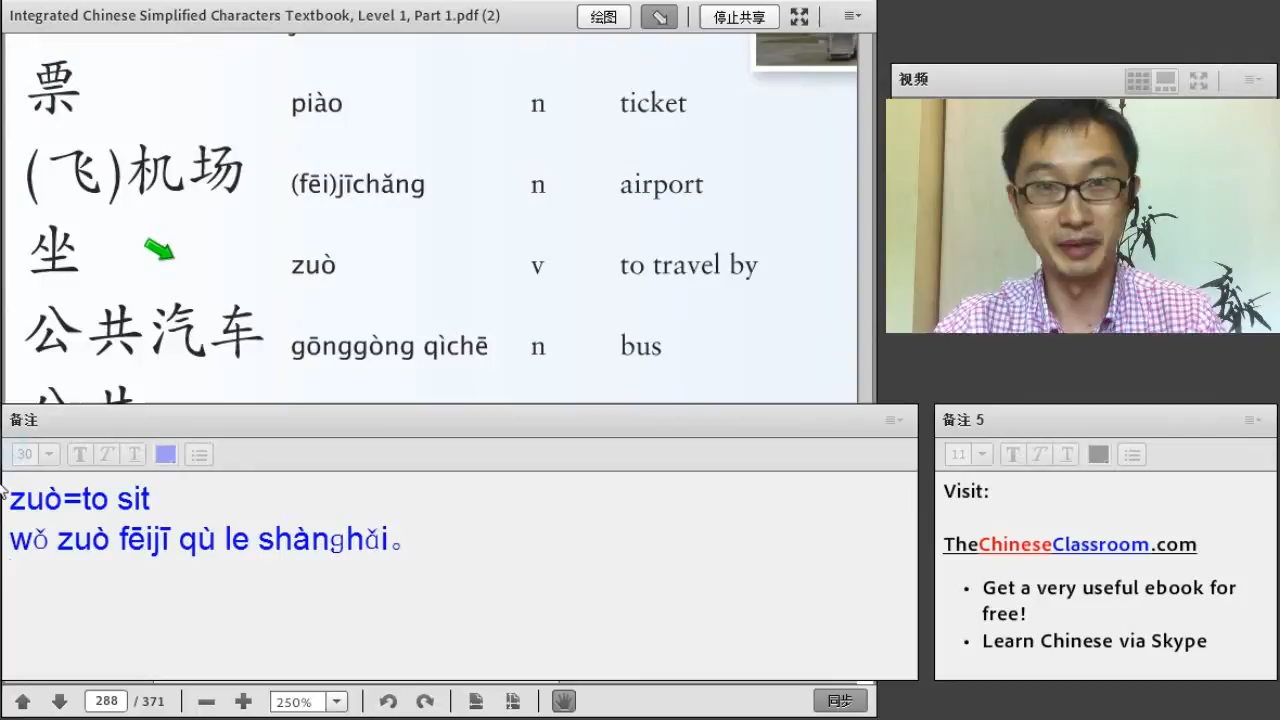 Integrated Chinese Simplified Characters Textbook, Level 1, Part 1.pdf (2)
绘图
停止共享
票 piào n ticket
(飞)机场 (fēi)jīchǎng n airport
坐 zuò v to travel by
公共汽车 gōnggòng qìchē n bus
视频
备注
30
zuò=to sit
wǒ zuò fēijī qù le shànghǎi。
备注 5
11
Visit:
TheChineseClassroom.com
• Get a very useful ebook for
free!
• Learn Chinese via Skype
288 / 371
250%
同步